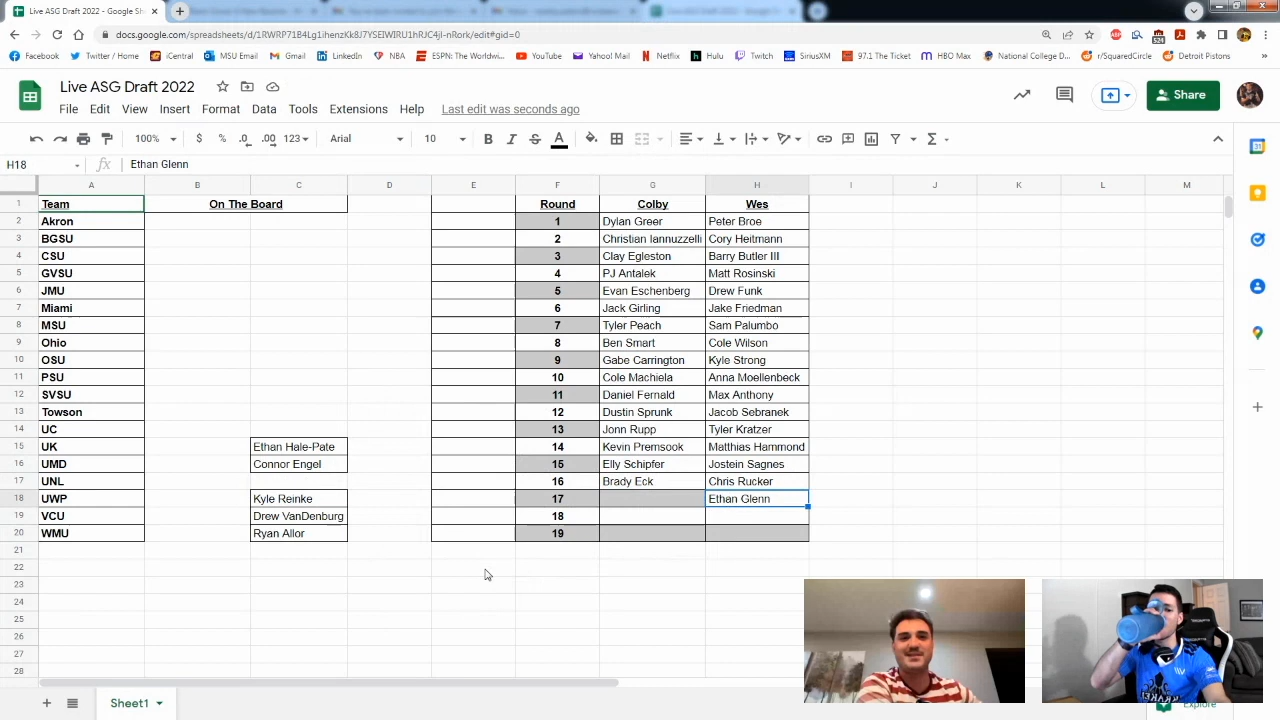 Live ASG Draft 2022 - Google Sh
docs.google.com/spreadsheets/d/1RWRP71B4Lg1ihenzKk8J7YSEIWIRU1hRJC4jI-nRork/edit#gid=0
Facebook Twitter / Home iCentral MSU Email Gmail LinkedIn NBA ESPN: The Worldwi... YouTube Yahoo! Mail Netflix Hulu Twitch SiriusXM 97.1 The Ticket HBO Max National College D... r/SquaredCircle Detroit Pistons »
Live ASG Draft 2022
File Edit View Insert Format Data Tools Extensions Help Last edit was seconds ago
Share
100% $ % .0 .00 123 Arial 10
H18 fx Ethan Glenn
A B C D E F G H I J K L M
1 Team On The Board Round Colby Wes
2 Akron 1 Dylan Greer Peter Broe
3 BGSU 2 Christian Iannuzzelli Cory Heitmann
4 CSU 3 Clay Egleston Barry Butler III
5 GVSU 4 PJ Antalek Matt Rosinski
6 JMU 5 Evan Eschenberg Drew Funk
7 Miami 6 Jack Girling Jake Friedman
8 MSU 7 Tyler Peach Sam Palumbo
9 Ohio 8 Ben Smart Cole Wilson
10 OSU 9 Gabe Carrington Kyle Strong
11 PSU 10 Cole Machiela Anna Moellenbeck
12 SVSU 11 Daniel Fernald Max Anthony
13 Towson 12 Dustin Sprunk Jacob Sebranek
14 UC 13 Jonn Rupp Tyler Kratzer
15 UK Ethan Hale-Pate 14 Kevin Premsook Matthias Hammond
16 UMD Connor Engel 15 Elly Schipfer Jostein Sagnes
17 UNL 16 Brady Eck Chris Rucker
18 UWP Kyle Reinke 17 Ethan Glenn
19 VCU Drew VanDenburg 18
20 WMU Ryan Allor 19
21
22
23
24
25
26
27
28
Sheet1
Explore